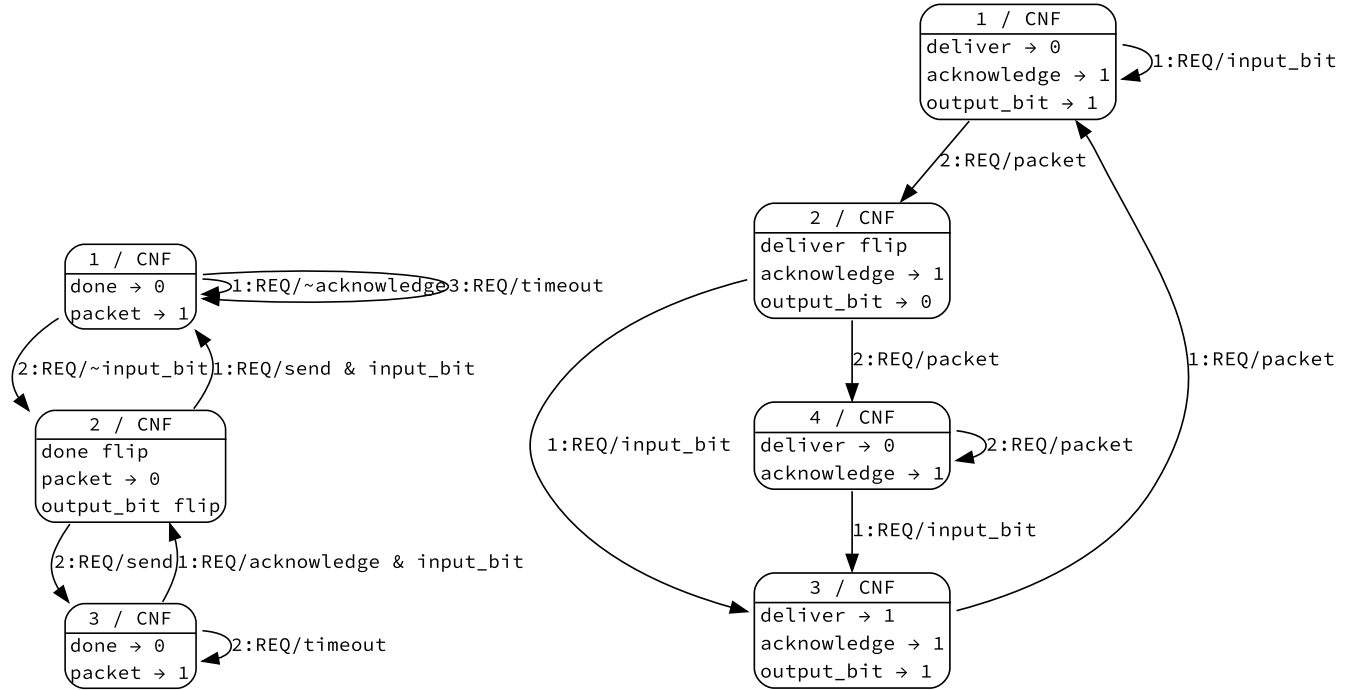 1 / CNF
done → 0
packet → 1
1:REQ/~acknowledge
3:REQ/timeout
2:REQ/~input_bit
1:REQ/send & input_bit
2 / CNF
done flip
packet → 0
output_bit flip
2:REQ/send
1:REQ/acknowledge & input_bit
3 / CNF
done → 0
packet → 1
2:REQ/timeout
1 / CNF
deliver → 0
acknowledge → 1
output_bit → 1
1:REQ/input_bit
2:REQ/packet
2 / CNF
deliver flip
acknowledge → 1
output_bit → 0
2:REQ/packet
1:REQ/packet
1:REQ/input_bit
4 / CNF
deliver → 0
acknowledge → 1
2:REQ/packet
1:REQ/input_bit
3 / CNF
deliver → 1
acknowledge → 1
output_bit → 1